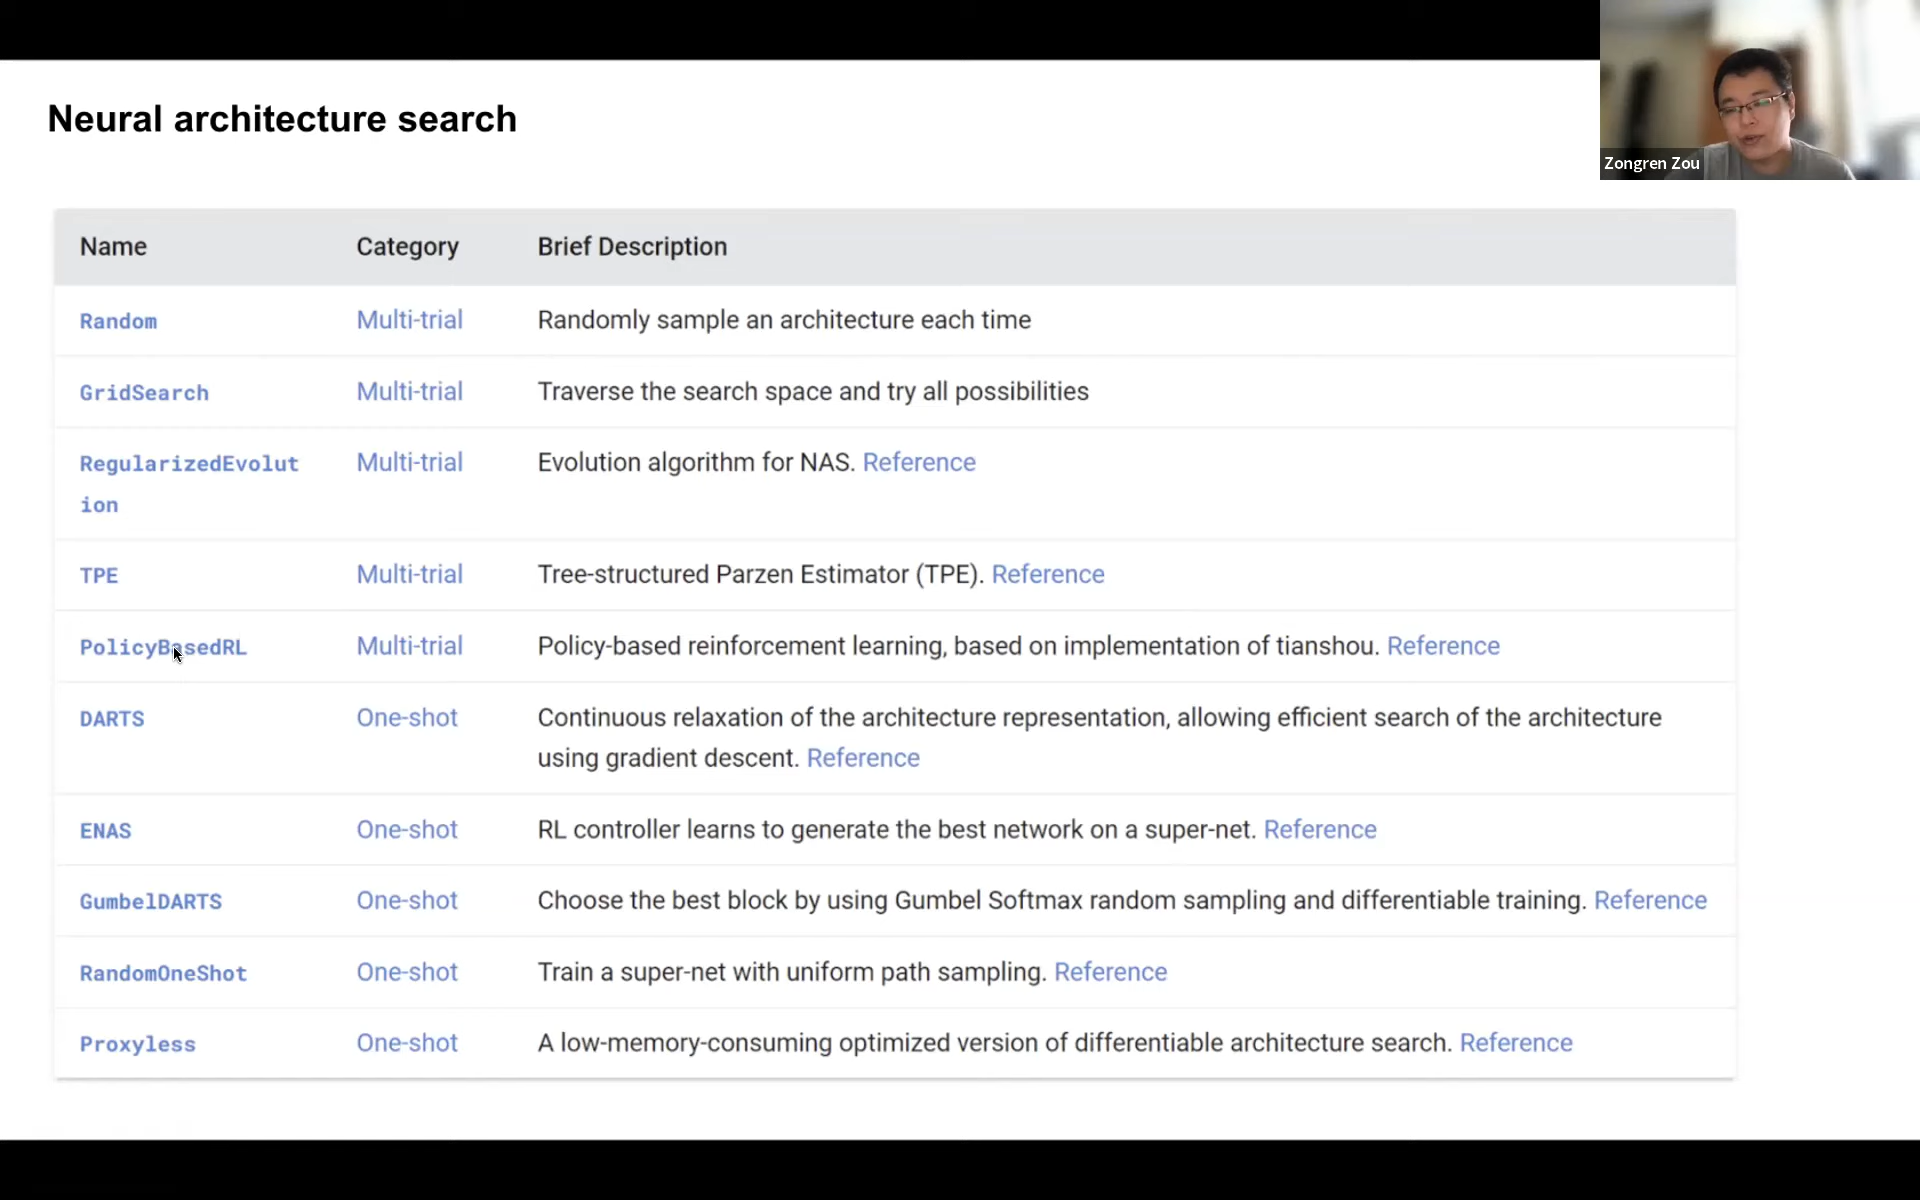 Neural architecture search
Zongren Zou
Name Category Brief Description
Random Multi-trial Randomly sample an architecture each time
GridSearch Multi-trial Traverse the search space and try all possibilities
RegularizedEvolut Multi-trial Evolution algorithm for NAS. Reference
ion
TPE Multi-trial Tree-structured Parzen Estimator (TPE). Reference
PolicyBasedRL Multi-trial Policy-based reinforcement learning, based on implementation of tianshou. Reference
DARTS One-shot Continuous relaxation of the architecture representation, allowing efficient search of the architecture
using gradient descent. Reference
ENAS One-shot RL controller learns to generate the best network on a super-net. Reference
GumbelDARTS One-shot Choose the best block by using Gumbel Softmax random sampling and differentiable training. Reference
RandomOneShot One-shot Train a super-net with uniform path sampling. Reference
Proxyless One-shot A low-memory-consuming optimized version of differentiable architecture search. Reference